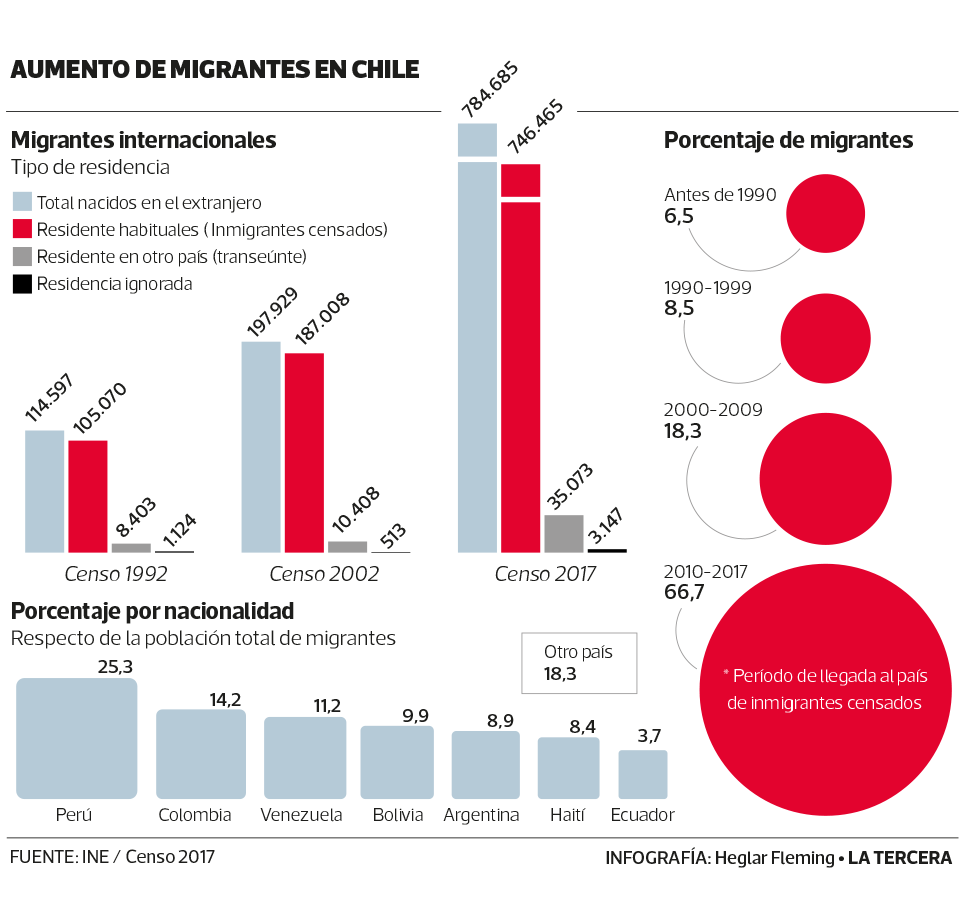 AUMENTO DE MIGRANTES EN CHILE
Migrantes internacionales
Tipo de residencia
Total nacidos en el extranjero
Residente habituales ( Inmigrantes censados)
Residente en otro país (transeúnte)
Residencia ignorada
114.597
105.070
8.403
1.124
Censo 1992
197.929
187.008
10.408
513
Censo 2002
784.685
746.465
35.073
3.147
Censo 2017
Porcentaje de migrantes
Antes de 1990
6,5
1990-1999
8,5
2000-2009
18,3
2010-2017
66,7
* Período de llegada al país
de inmigrantes censados
Porcentaje por nacionalidad
Respecto de la población total de migrantes
Otro país
18,3
25,3
14,2
11,2
9,9
8,9
8,4
3,7
Perú
Colombia
Venezuela
Bolivia
Argentina
Haití
Ecuador
FUENTE: INE / Censo 2017
INFOGRAFÍA: Heglar Fleming • LA TERCERA